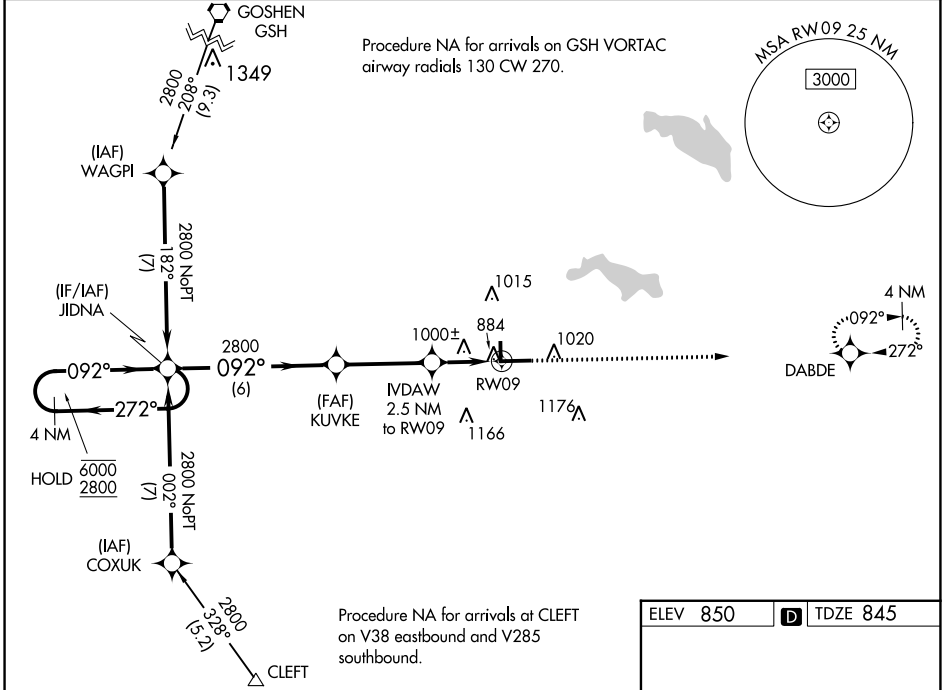 GOSHEN
GSH
1349
2800
208°
(9.3)
Procedure NA for arrivals on GSH VORTAC
airway radials 130 CW 270.
MSA RW09 25 NM
3000
(IAF)
WAGPI
2800 NoPT
182°
(7)
(IF/IAF)
JIDNA
092°
272°
4 NM
HOLD
6000
2800
2800
092°
(6)
(FAF)
KUVKE
IVDAW
2.5 NM
to RW09
1000±
884
1015
1020
RW09
1166
1176
4 NM
092°
272°
DABDE
2800 NoPT
002°
(7)
(IAF)
COXUK
2800
328°
(5.2)
CLEFT
Procedure NA for arrivals at CLEFT
on V38 eastbound and V285
southbound.
ELEV 850 D TDZE 845